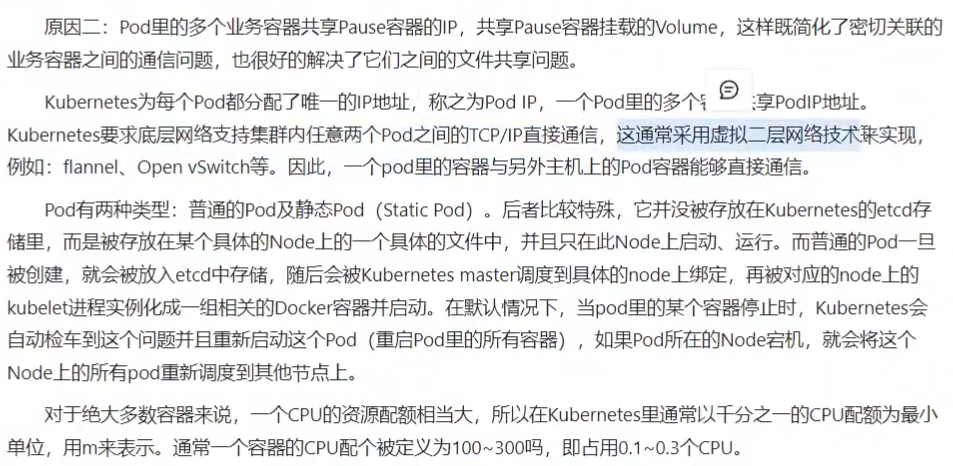 原因二：Pod里的多个业务容器共享Pause容器的IP，共享Pause容器挂载的Volume，这样既简化了密切关联的
业务容器之间的通信问题，也很好的解决了它们之间的文件共享问题。
Kubernetes为每个Pod都分配了唯一的IP地址，称之为Pod IP，一个Pod里的多个容 享PodIP地址。
Kubernetes要求底层网络支持集群内任意两个Pod之间的TCP/IP直接通信，这通常采用虚拟二层网络技术来实现，
例如：flannel、Open vSwitch等。因此，一个pod里的容器与另外主机上的Pod容器能够直接通信。
Pod有两种类型：普通的Pod及静态Pod（Static Pod）。后者比较特殊，它并没被存放在Kubernetes的etcd存
储里，而是被存放在某个具体的Node上的一个具体的文件中，并且只在此Node上启动、运行。而普通的Pod一旦
被创建，就会被放入etcd中存储，随后会被Kubernetes master调度到具体的node上绑定，再被对应的node上的
kubelet进程实例化成一组相关的Docker容器并启动。在默认情况下，当pod里的某个容器停止时，Kubernetes会
自动检车到这个问题并且重新启动这个Pod（重启Pod里的所有容器），如果Pod所在的Node宕机，就会将这个
Node上的所有pod重新调度到其他节点上。
对于绝大多数容器来说，一个CPU的资源配额相当大，所以在Kubernetes里通常以千分之一的CPU配额为最小
单位，用m来表示。通常一个容器的CPU配个被定义为100~300吗，即占用0.1~0.3个CPU。